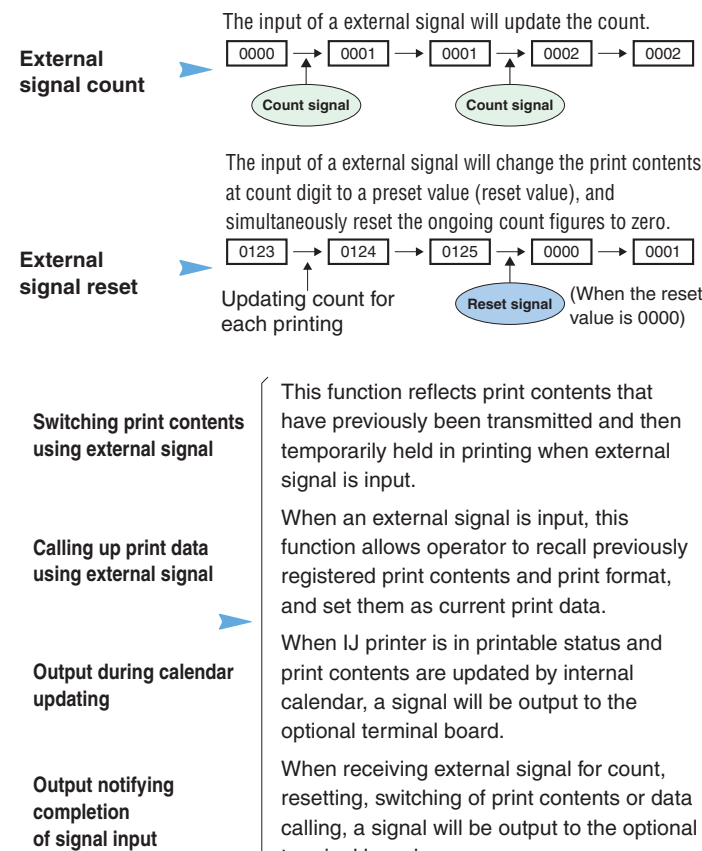 The input of a external signal will update the count.
External
signal count
0000 0001 0001 0002 0002
Count signal Count signal
The input of a external signal will change the print contents
at count digit to a preset value (reset value), and
simultaneously reset the ongoing count figures to zero.
External
signal reset
0123 0124 0125 0000 0001
Updating count for
each printing
Reset signal
(When the reset
value is 0000)
Switching print contents
using external signal
This function reflects print contents that
have previously been transmitted and then
temporarily held in printing when external
signal is input.
Calling up print data
using external signal
When an external signal is input, this
function allows operator to recall previously
registered print contents and print format,
and set them as current print data.
Output during calendar
updating
When IJ printer is in printable status and
print contents are updated by internal
calendar, a signal will be output to the
optional terminal board.
Output notifying
completion
of signal input
When receiving external signal for count,
resetting, switching of print contents or data
calling, a signal will be output to the optional